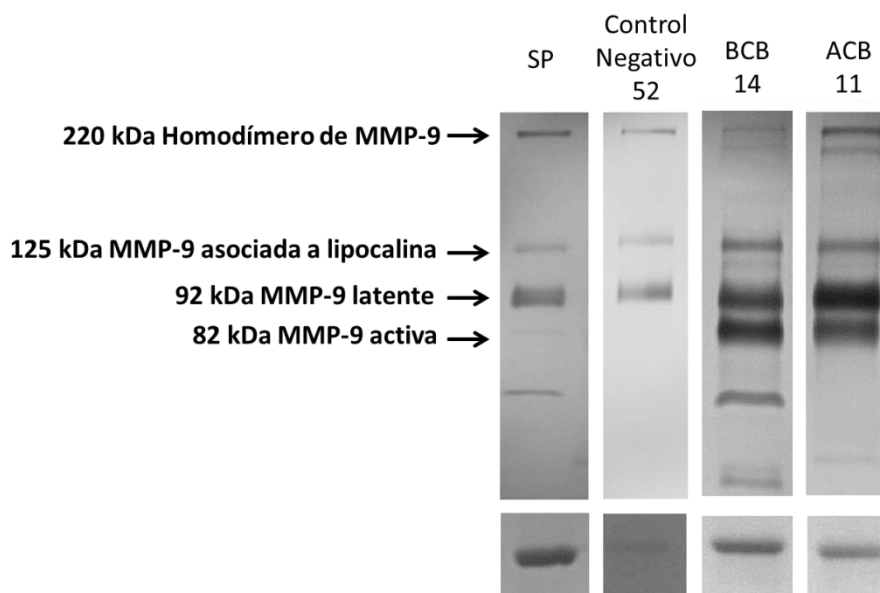 SP
Control
Negativo
52
BCB
14
ACB
11
220 kDa Homodímero de MMP-9
125 kDa MMP-9 asociada a lipocalina
92 kDa MMP-9 latente
82 kDa MMP-9 activa